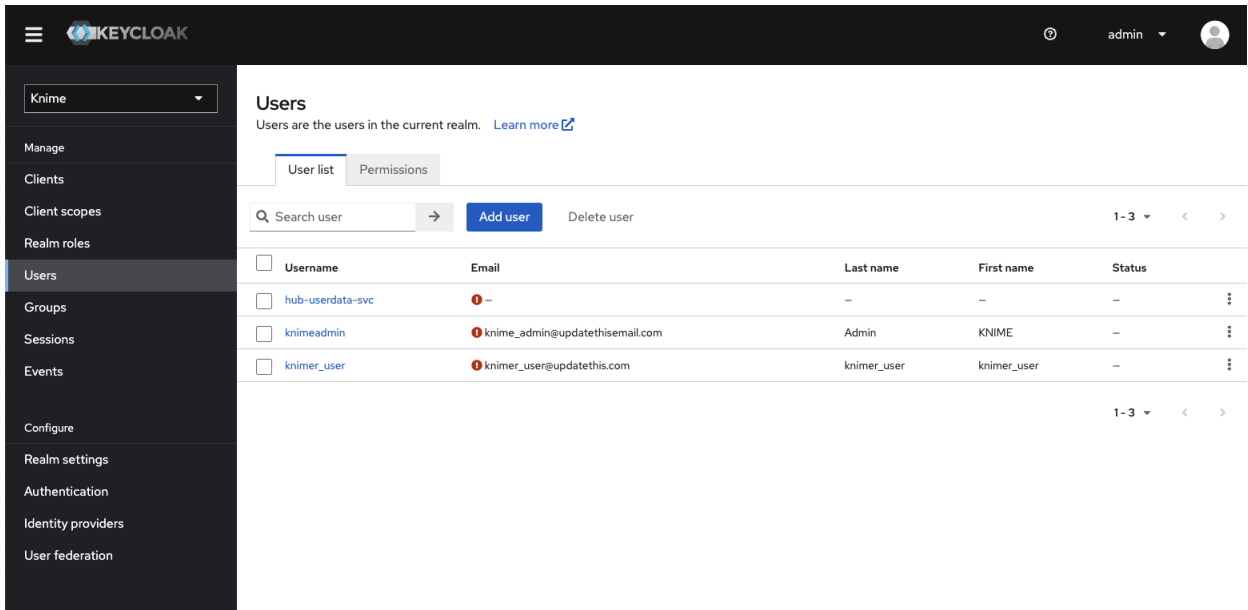 KEYCLOAK
admin
Knime
Manage
Clients
Client scopes
Realm roles
Users
Groups
Sessions
Events
Configure
Realm settings
Authentication
Identity providers
User federation
Users
Users are the users in the current realm. Learn more
User list Permissions
Search user Add user Delete user 1 - 3
Username Email Last name First name Status
hub-userdata-svc – – – –
knimeadmin knime_admin@updatethisemail.com Admin KNIME –
knimer_user knimer_user@updatethis.com knimer_user knimer_user –
1 - 3